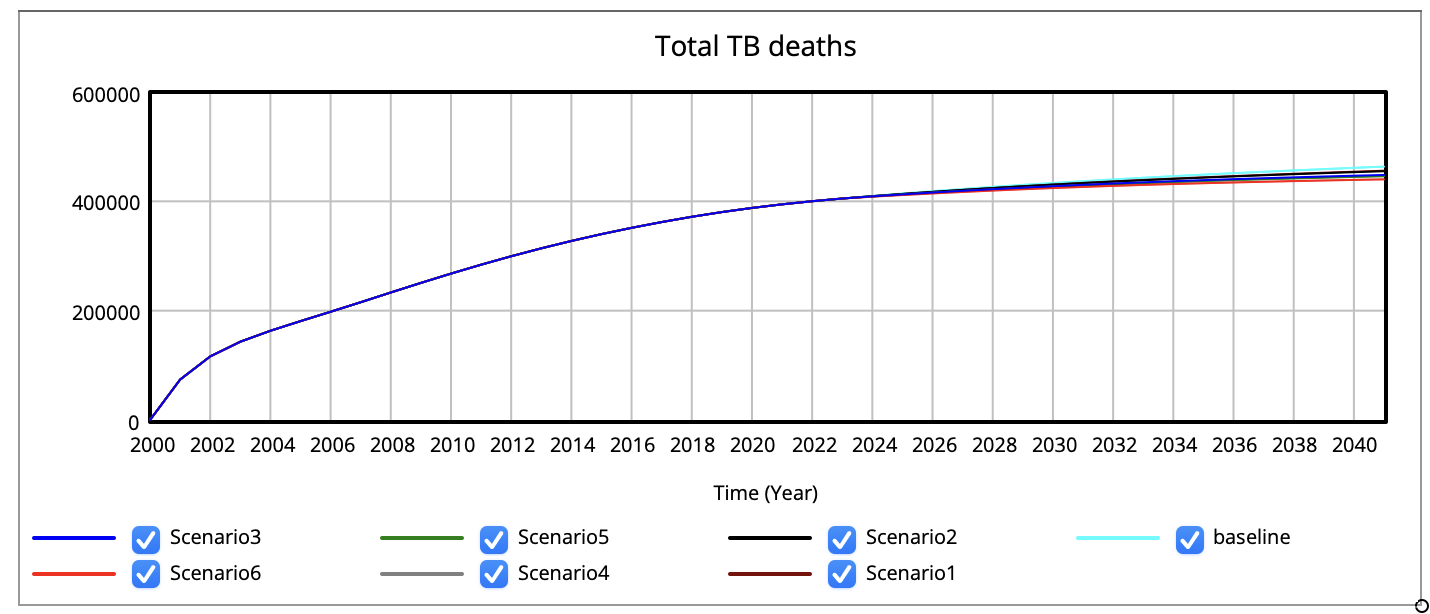 Total TB deaths
600000
400000
200000
0
2000 2002 2004 2006 2008 2010 2012 2014 2016 2018 2020 2022 2024 2026 2028 2030 2032 2034 2036 2038 2040
Time (Year)
Scenario3 Scenario5 Scenario2 baseline
Scenario6 Scenario4 Scenario1